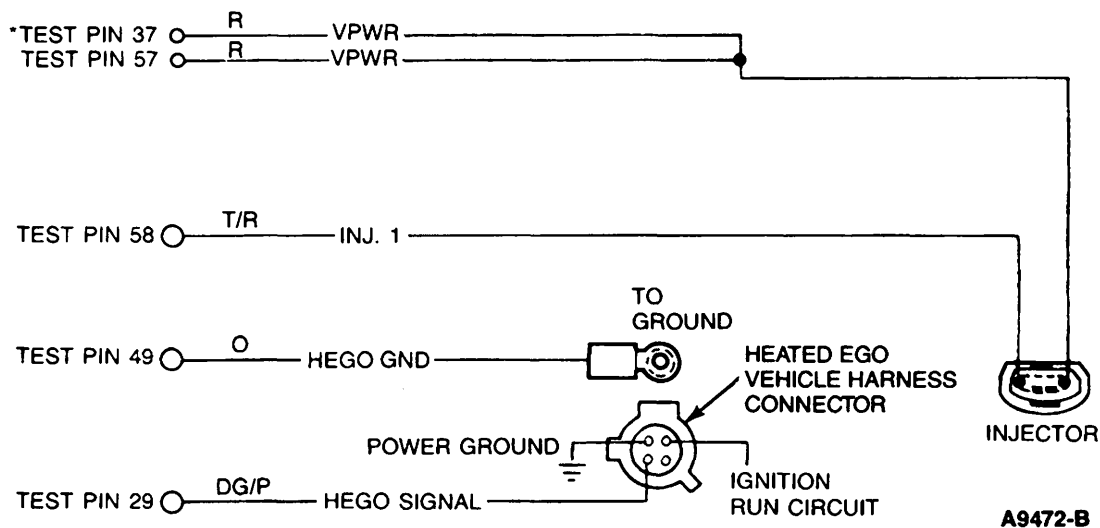 *TEST PIN 37 R VPWR
TEST PIN 57 R VPWR
TEST PIN 58 T/R INJ. 1
TO
GROUND
TEST PIN 49 O HEGO GND
HEATED EGO
VEHICLE HARNESS
CONNECTOR
INJECTOR
POWER GROUND
IGNITION
RUN CIRCUIT
TEST PIN 29 DG/P HEGO SIGNAL
A9472-B